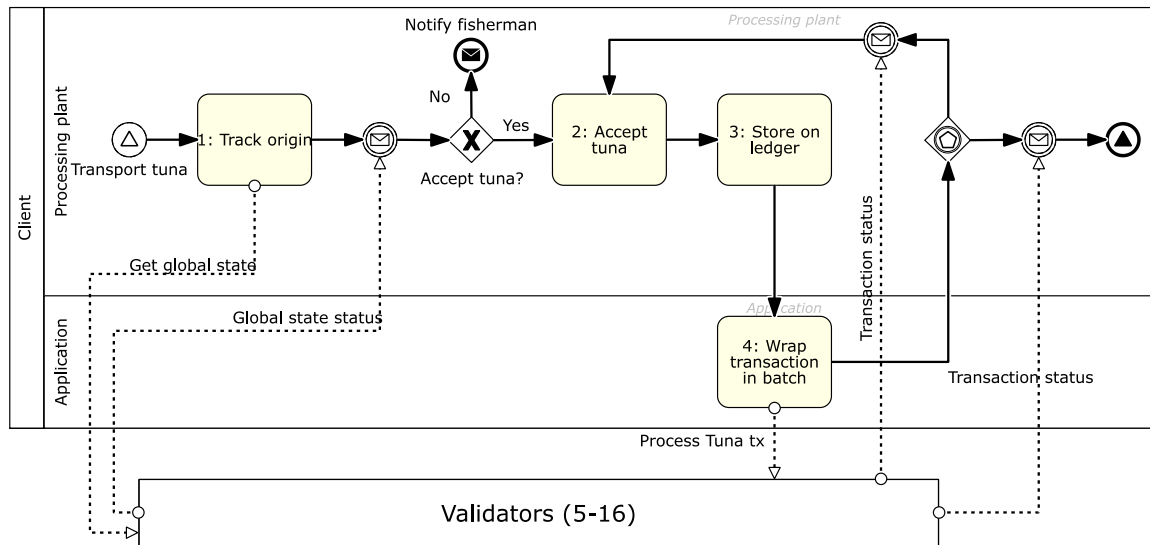 Processing plant
Notify fisherman
No
Yes
1: Track origin
2: Accept
tuna
3: Store on
ledger
Transport tuna
Accept tuna?
Processing plant
Client
Get global state
Transaction status
Global state status
Application
4: Wrap
transaction
in batch
Application
Transaction status
Process Tuna tx
Validators (5-16)